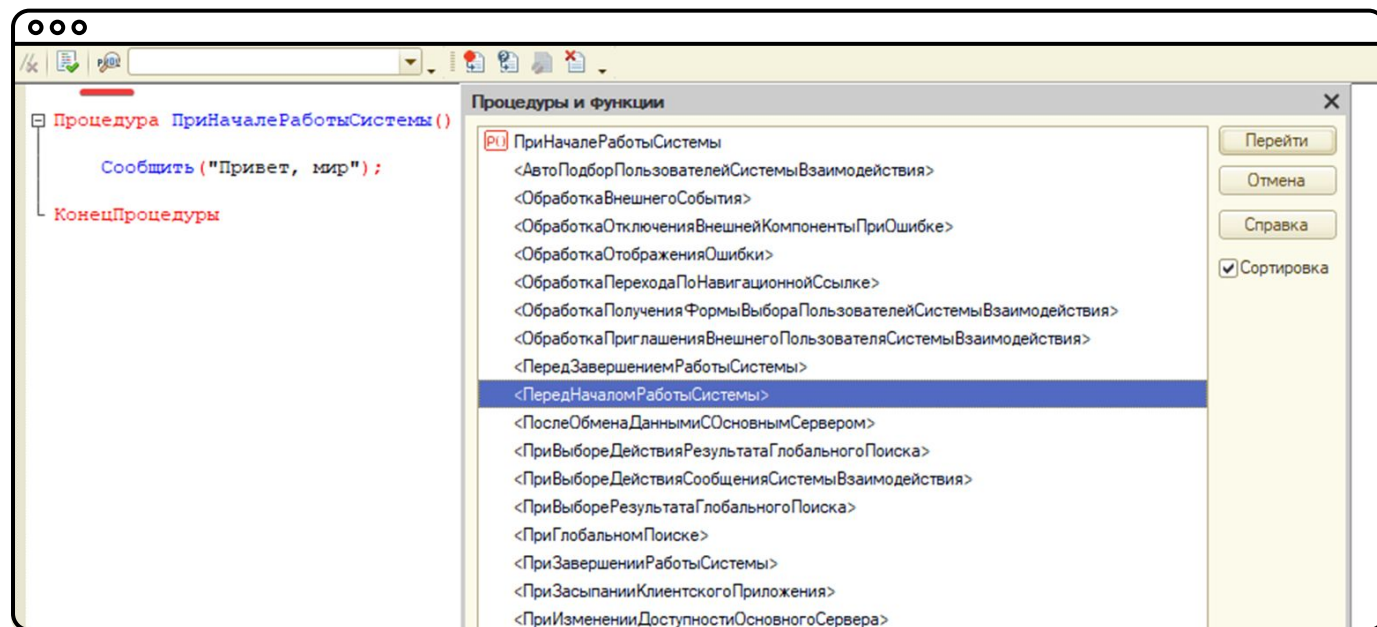 Процедура ПриНачалеРаботыСистемы()
Сообщить("Привет, мир");
КонецПроцедуры
Процедуры и функции
ПриНачалеРаботыСистемы
<АвтоПодборПользователейСистемыВзаимодействия>
<ОбработкаВнешнегоСобытия>
<ОбработкаОтключенияВнешнейКомпонентыПриОшибке>
<ОбработкаОтображенияОшибки>
<ОбработкаПереходаПоНавигационнойСсылке>
<ОбработкаПолученияФормыВыбораПользователейСистемыВзаимодействия>
<ОбработкаПриглашенияВнешнегоПользователяСистемыВзаимодействия>
<ПередЗавершениемРаботыСистемы>
<ПередНачаломРаботыСистемы>
<ПослеОбменаДаннымиСОсновнымСервером>
<ПриВыбореДействияРезультатаГлобальногоПоиска>
<ПриВыбореДействияСообщенияСистемыВзаимодействия>
<ПриВыбореРезультатаГлобальногоПоиска>
<ПриГлобальномПоиске>
<ПриЗавершенииРаботыСистемы>
<ПриЗасыпанииКлиентскогоПриложения>
<ПриИзмененииДоступностиОсновногоСервера>
Перейти
Отмена
Справка
Сортировка